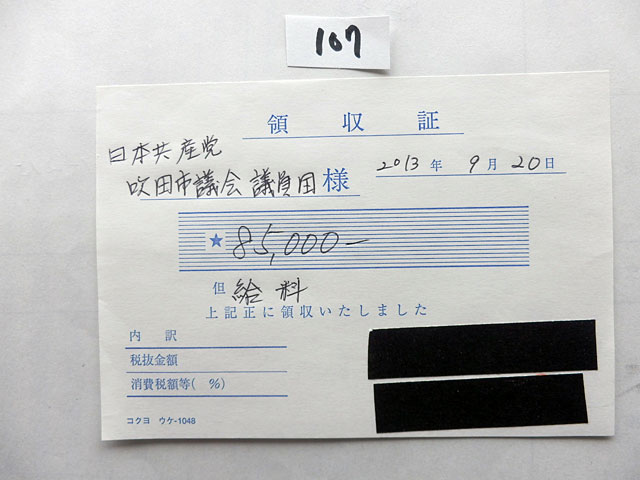 107
領収証
日本共産党
吹田市議会 議員団 様
2013年 9月 20日
★ 85,000―
但 給料
上記正に領収いたしました
内訳
税抜金額
消費税額等( %)
コクヨ ウケ-1048